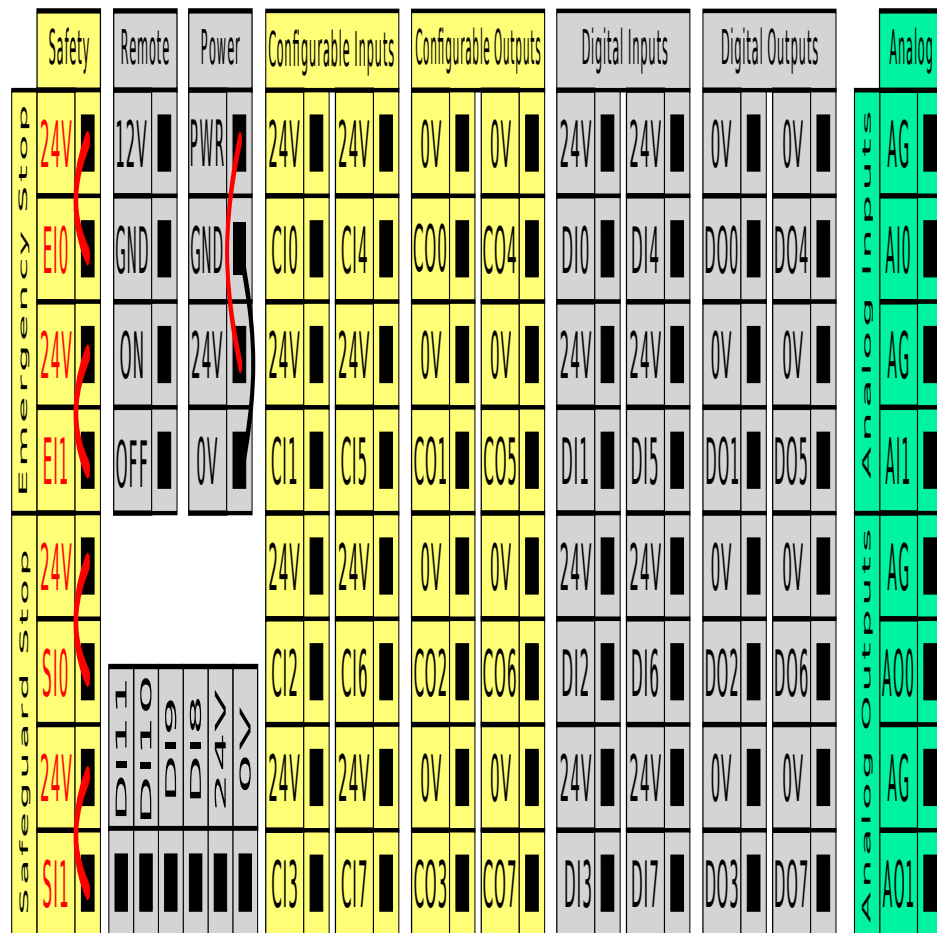 Safety Remote Power Configurable Inputs Configurable Outputs Digital Inputs Digital Outputs Analog
Emergency Stop
Safeguard Stop
Analog Inputs
Analog Outputs
24V 12V PWR 24V 24V 0V 0V 24V 24V 0V 0V AG
EI0 GND GND CI0 CI4 CO0 CO4 DI0 DI4 DO0 DO4 AI0
24V ON 24V 24V 24V 0V 0V 24V 24V 0V 0V AG
EI1 OFF 0V CI1 CI5 CO1 CO5 DI1 DI5 DO1 DO5 AI1
24V 24V 24V 0V 0V 24V 24V 0V 0V AG
SI0 CI2 CI6 CO2 CO6 DI2 DI6 DO2 DO6 AO0
24V DI11 DI10 DI9 DI8 24V 0V 24V 24V 0V 0V 24V 24V 0V 0V AG
SI1 CI3 CI7 CO3 CO7 DI3 DI7 DO3 DO7 AO1